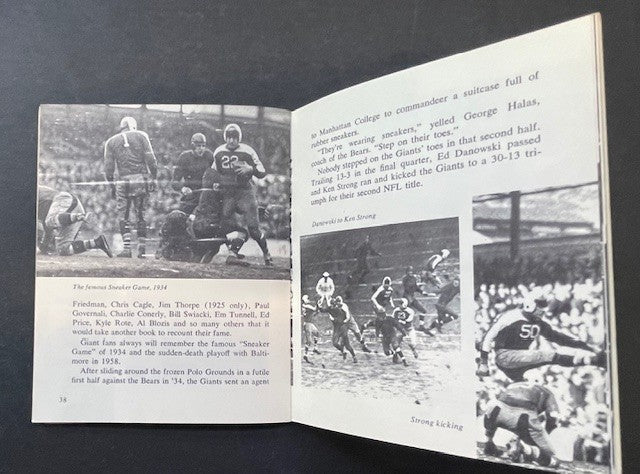 1
22
The famous Sneaker Game, 1934
Friedman, Chris Cagle, Jim Thorpe (1925 only), Paul
Governali, Charlie Conerly, Bill Swiacki, Em Tunnell, Ed
Price, Kyle Rote, Al Blozis and so many others that it
would take another book to recount their fame.
Giant fans always will remember the famous "Sneaker
Game" of 1934 and the sudden-death playoff with Balti-
more in 1958.
After sliding around the frozen Polo Grounds in a futile
first half against the Bears in '34, the Giants sent an agent
38
to Manhattan College to commandeer a suitcase full of
rubber sneakers.
"They're wearing sneakers," yelled George Halas,
coach of the Bears. "Step on their toes."
Nobody stepped on the Giants' toes in that second half.
Trailing 13-3 in the final quarter, Ed Danowski passed
and Ken Strong ran and kicked the Giants to a 30-13 tri-
umph for their second NFL title.
Danowski to Ken Strong
50
Strong kicking